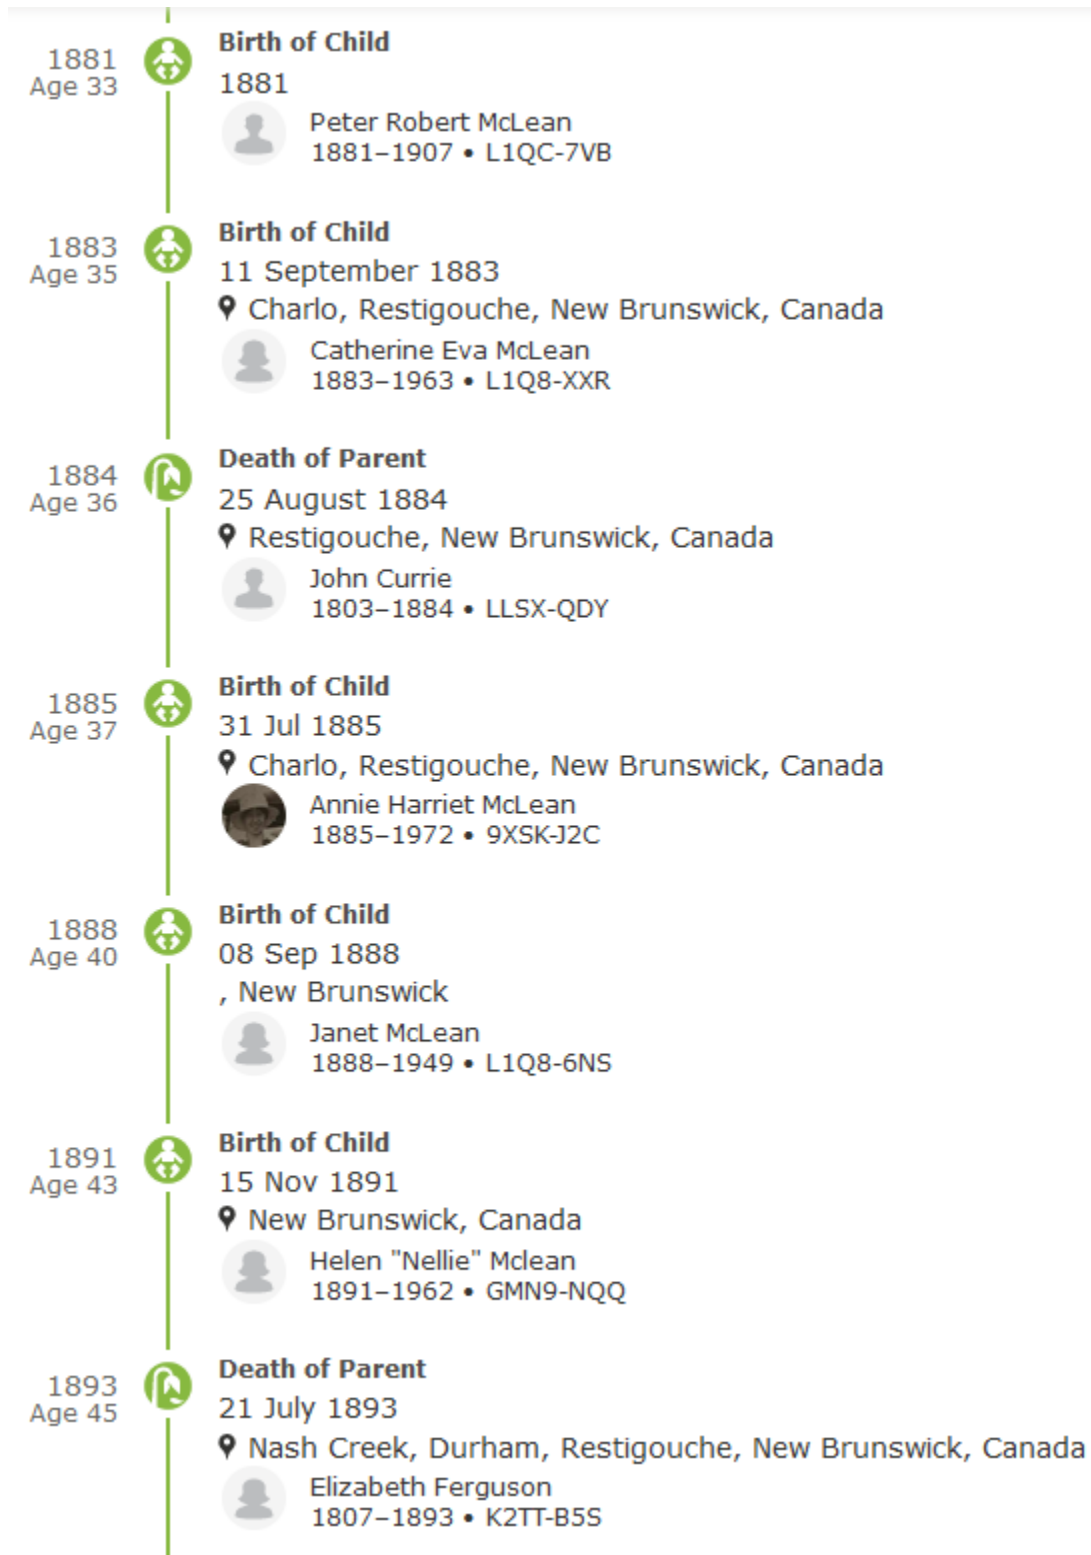 1881
Age 33
Birth of Child
1881
Peter Robert McLean
1881–1907 • L1QC-7VB
1883
Age 35
Birth of Child
11 September 1883
Charlo, Restigouche, New Brunswick, Canada
Catherine Eva McLean
1883–1963 • L1Q8-XXR
1884
Age 36
Death of Parent
25 August 1884
Restigouche, New Brunswick, Canada
John Currie
1803–1884 • LLSX-QDY
1885
Age 37
Birth of Child
31 Jul 1885
Charlo, Restigouche, New Brunswick, Canada
Annie Harriet McLean
1885–1972 • 9XSK-J2C
1888
Age 40
Birth of Child
08 Sep 1888
, New Brunswick
Janet McLean
1888–1949 • L1Q8-6NS
1891
Age 43
Birth of Child
15 Nov 1891
New Brunswick, Canada
Helen "Nellie" Mclean
1891–1962 • GMN9-NQQ
1893
Age 45
Death of Parent
21 July 1893
Nash Creek, Durham, Restigouche, New Brunswick, Canada
Elizabeth Ferguson
1807–1893 • K2TT-B5S